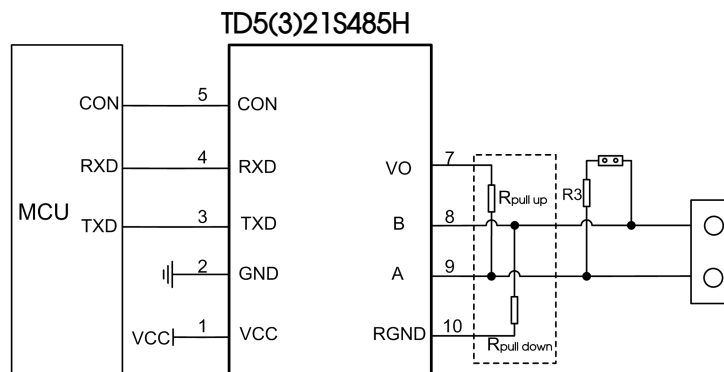 TD5(3)21S485H
MCU
CON 5 CON
RXD 4 RXD
TXD 3 TXD
2 GND
VCC 1 VCC
VO 7
B 8
A 9
RGND 10
Rpull up
Rpull down
R3